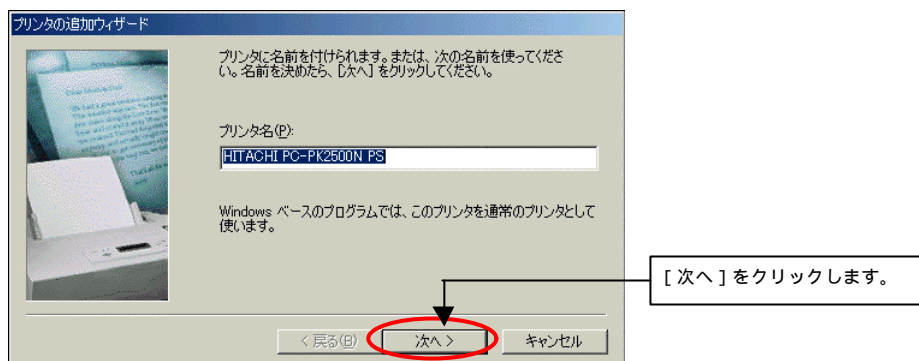 プリンタの追加ウィザード
プリンタに名前を付けられます。または、次の名前を使ってくださ
い。名前を決めたら、[次へ] をクリックしてください。
プリンタ名(P):
HITACHI PC-PK2500N PS
Windows ベースのプログラムでは、このプリンタを通常のプリンタとして
使います。
[ 次へ ] をクリックします。
< 戻る(B)
次へ >
キャンセル